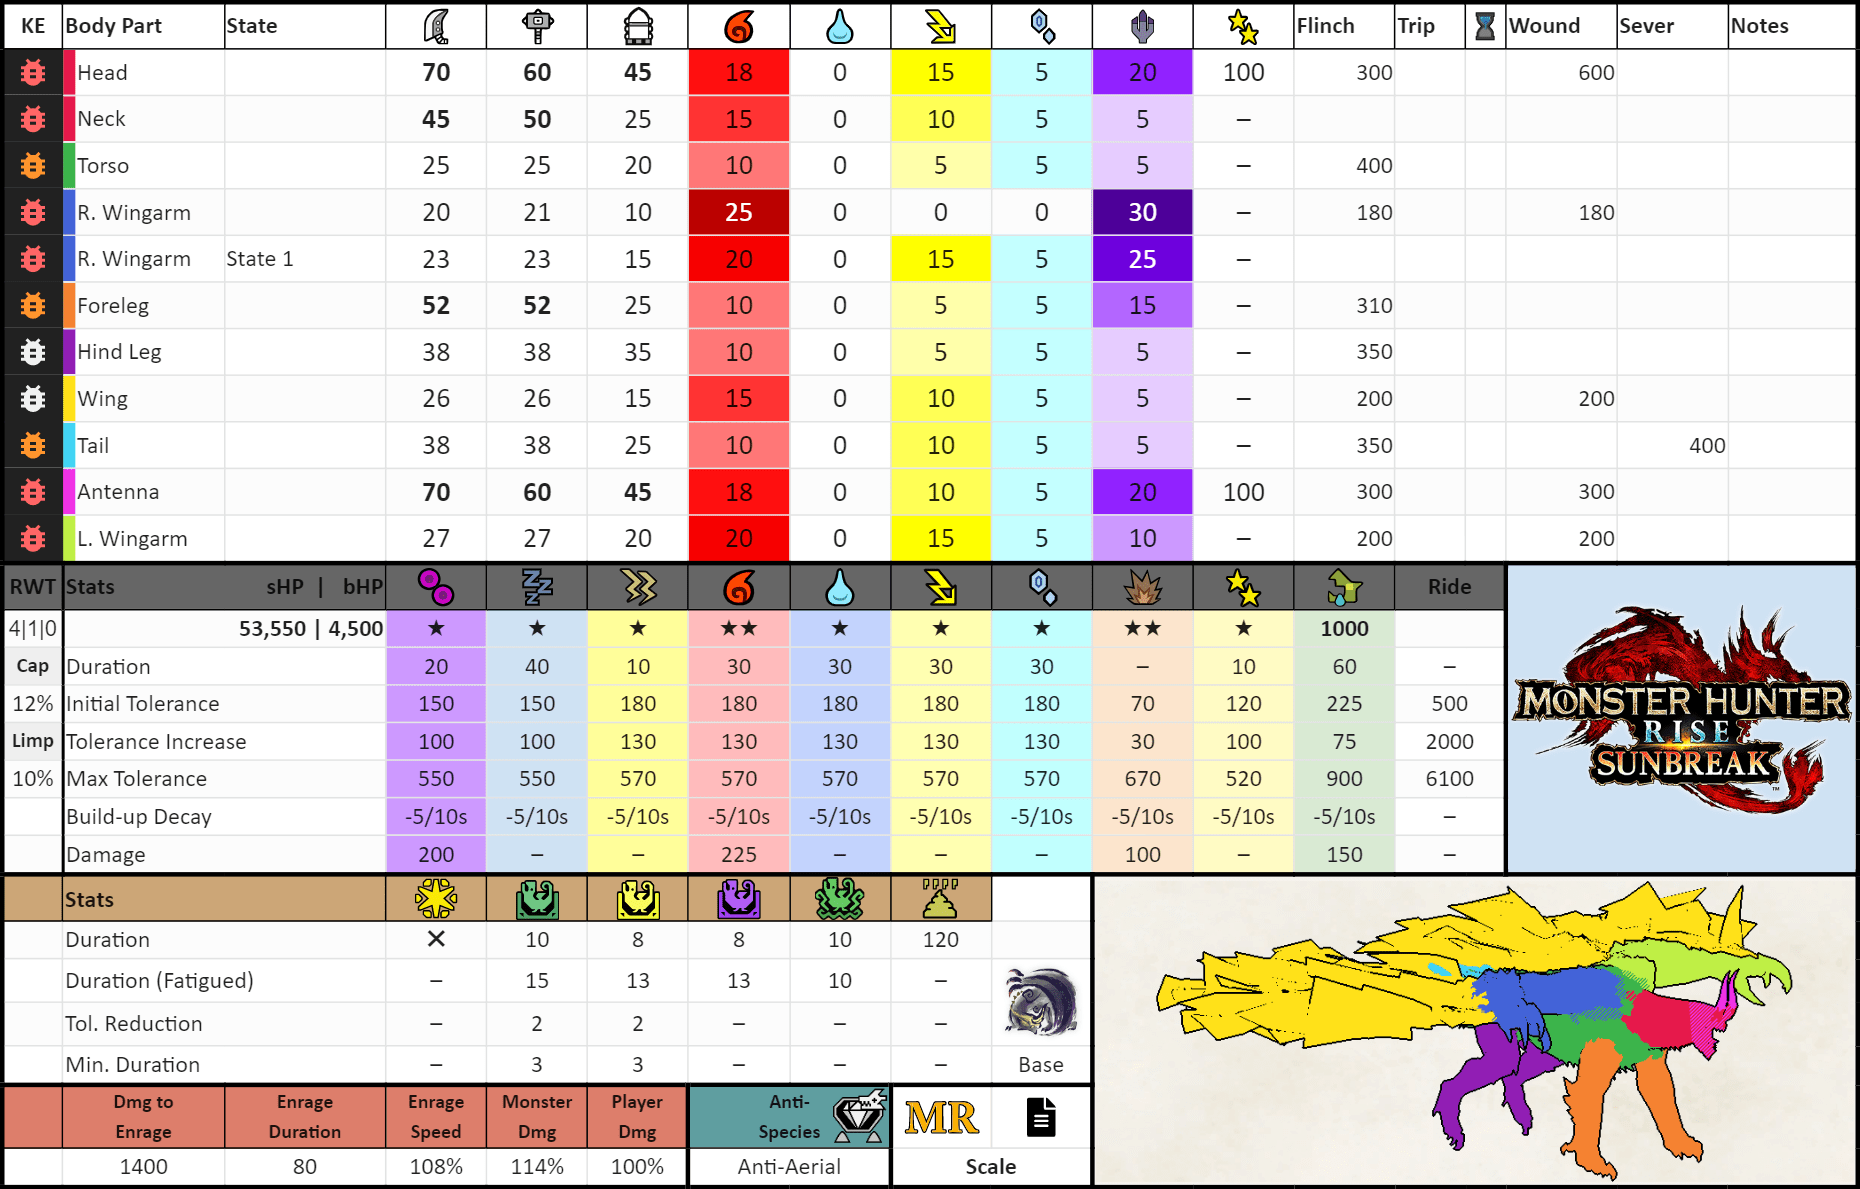 KE Body Part State Flinch Trip Wound Sever Notes
Head 70 60 45 18 0 15 5 20 100 300 600
Neck 45 50 25 15 0 10 5 5 –
Torso 25 25 20 10 0 5 5 5 – 400
R. Wingarm 20 21 10 25 0 0 0 30 – 180 180
R. Wingarm State 1 23 23 15 20 0 15 5 25 –
Foreleg 52 52 25 10 0 5 5 15 – 310
Hind Leg 38 38 35 10 0 5 5 5 – 350
Wing 26 26 15 15 0 10 5 5 – 200 200
Tail 38 38 25 10 0 10 5 5 – 350 400
Antenna 70 60 45 18 0 10 5 20 100 300 300
L. Wingarm 27 27 20 20 0 15 5 10 – 200 200
RWT Stats sHP | bHP Ride
4|1|0 53,550 | 4,500 ★ ★ ★ ★★ ★ ★ ★ ★★ ★ 1000
Cap Duration 20 40 10 30 30 30 30 – 10 60 –
12% Initial Tolerance 150 150 180 180 180 180 180 70 120 225 500
Limp Tolerance Increase 100 100 130 130 130 130 130 30 100 75 2000
10% Max Tolerance 550 550 570 570 570 570 570 670 520 900 6100
Build-up Decay -5/10s -5/10s -5/10s -5/10s -5/10s -5/10s -5/10s -5/10s -5/10s -5/10s –
Damage 200 – – 225 – – – 100 – 150 –
MONSTER HUNTER
RISE
SUNBREAK
™
Stats
Duration ✕ 10 8 8 10 120
Duration (Fatigued) – 15 13 13 10 –
Tol. Reduction – 2 2 – – –
Min. Duration – 3 3 – – – Base
Dmg to Enrage Enrage Monster Player Anti-
Enrage Duration Speed Dmg Dmg Species
MR
1400 80 108% 114% 100% Anti-Aerial Scale